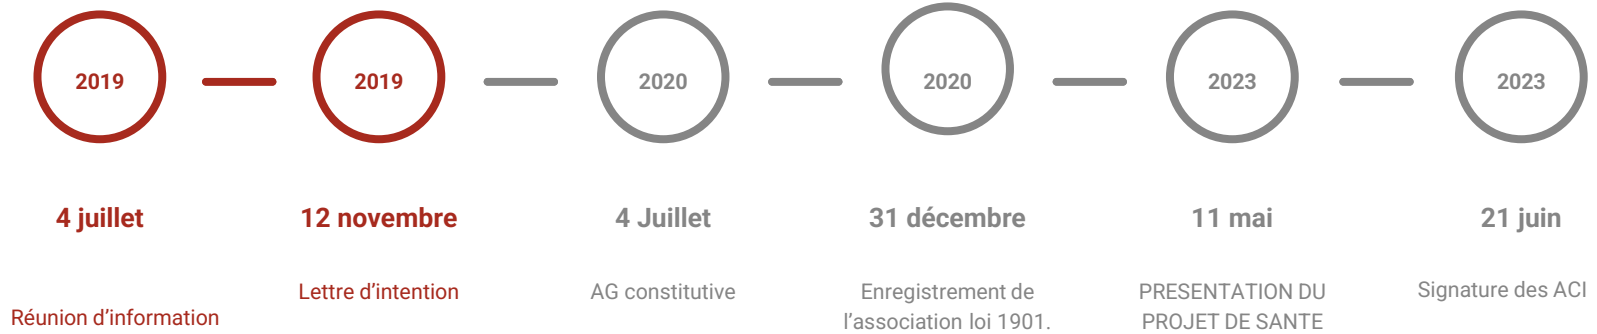 2019
2019
2020
2020
2023
2023
4 juillet
12 novembre
4 Juillet
31 décembre
11 mai
21 juin
Réunion d’information
Lettre d’intention
AG constitutive
Enregistrement de
l’association loi 1901.
PRESENTATION DU
PROJET DE SANTE
Signature des ACI